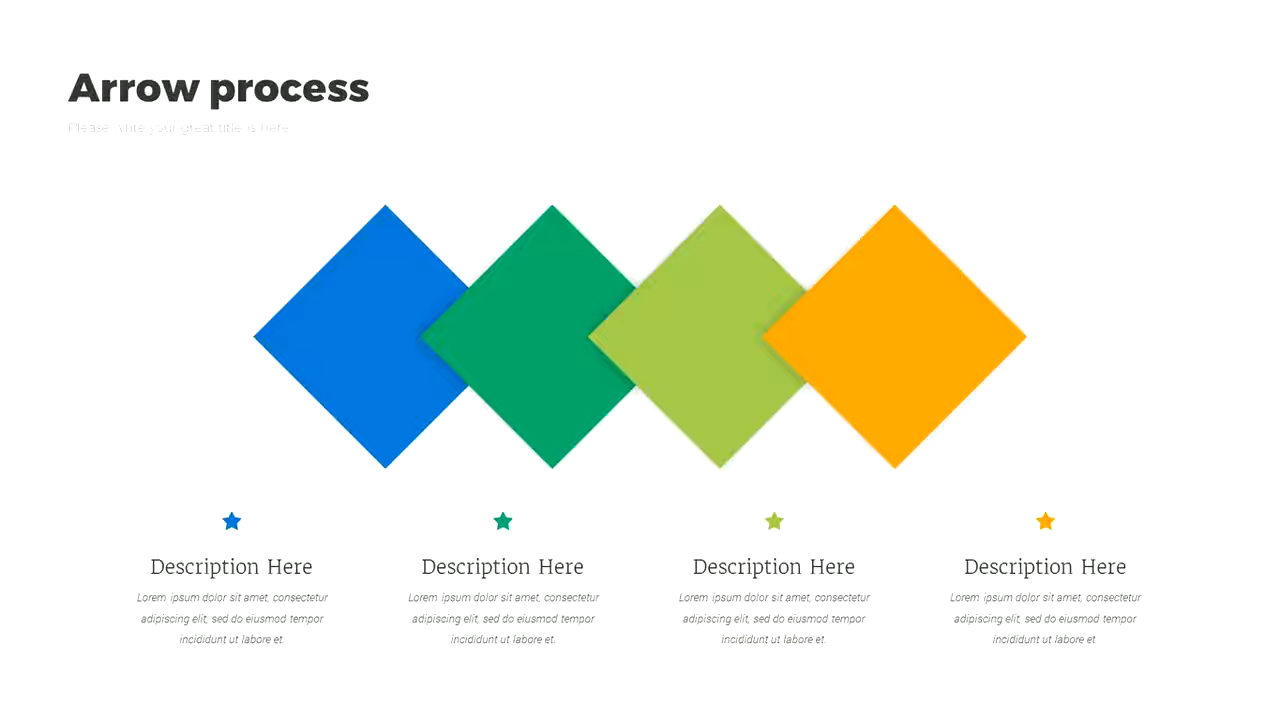 Arrow process
Please write your great title is here
Description Here
Lorem ipsum dolor sit amet, consectetur
adipiscing elit, sed do eiusmod tempor
incididunt ut labore et.
Description Here
Lorem ipsum dolor sit amet, consectetur
adipiscing elit, sed do eiusmod tempor
incididunt ut labore et.
Description Here
Lorem ipsum dolor sit amet, consectetur
adipiscing elit, sed do eiusmod tempor
incididunt ut labore et.
Description Here
Lorem ipsum dolor sit amet, consectetur
adipiscing elit, sed do eiusmod tempor
incididunt ut labore et